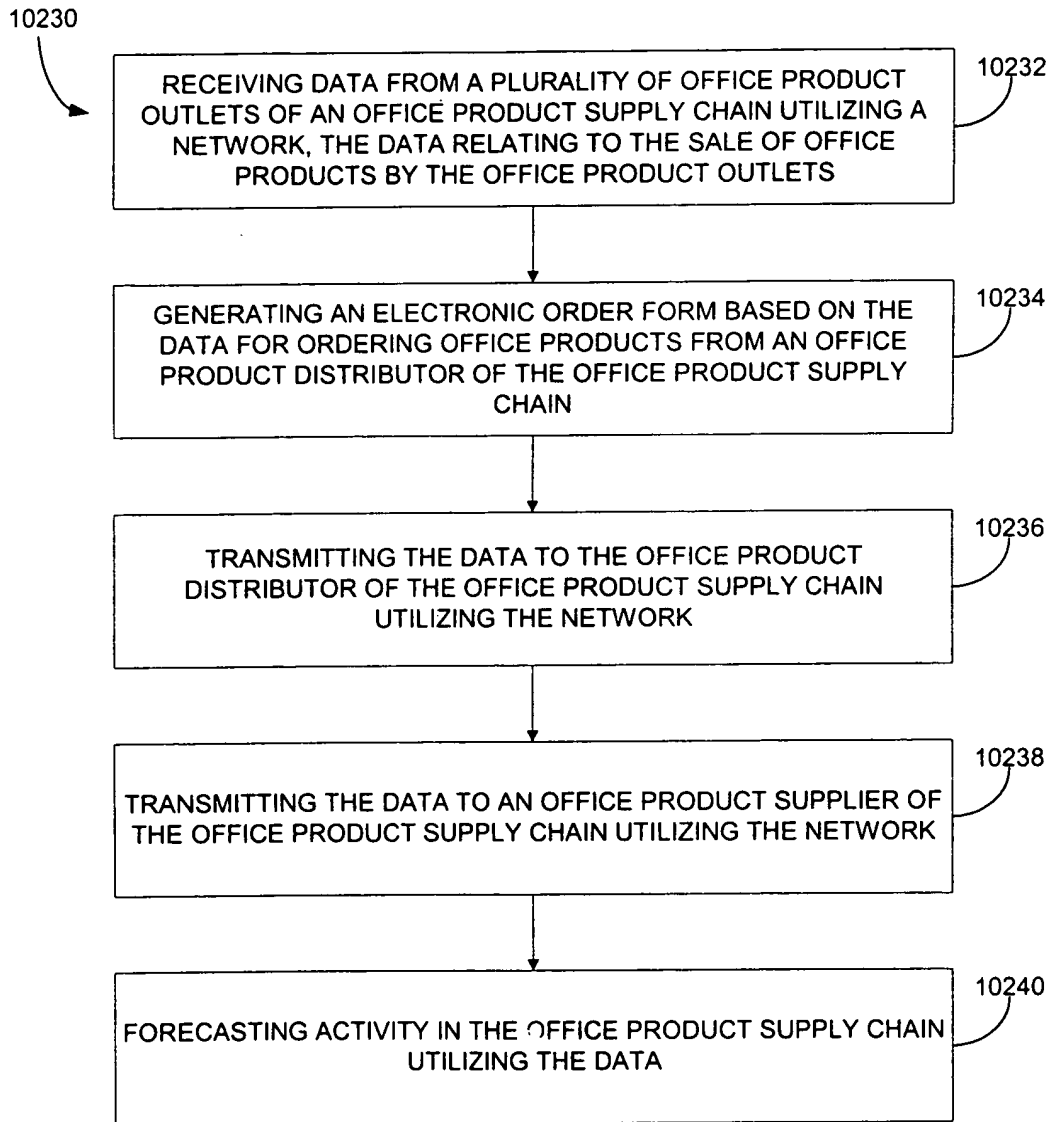 10230
10232
RECEIVING DATA FROM A PLURALITY OF OFFICE PRODUCT
OUTLETS OF AN OFFICE PRODUCT SUPPLY CHAIN UTILIZING A
NETWORK, THE DATA RELATING TO THE SALE OF OFFICE
PRODUCTS BY THE OFFICE PRODUCT OUTLETS
10234
GENERATING AN ELECTRONIC ORDER FORM BASED ON THE
DATA FOR ORDERING OFFICE PRODUCTS FROM AN OFFICE
PRODUCT DISTRIBUTOR OF THE OFFICE PRODUCT SUPPLY
CHAIN
10236
TRANSMITTING THE DATA TO THE OFFICE PRODUCT
DISTRIBUTOR OF THE OFFICE PRODUCT SUPPLY CHAIN
UTILIZING THE NETWORK
10238
TRANSMITTING THE DATA TO AN OFFICE PRODUCT SUPPLIER OF
THE OFFICE PRODUCT SUPPLY CHAIN UTILIZING THE NETWORK
10240
FORECASTING ACTIVITY IN THE OFFICE PRODUCT SUPPLY CHAIN
UTILIZING THE DATA